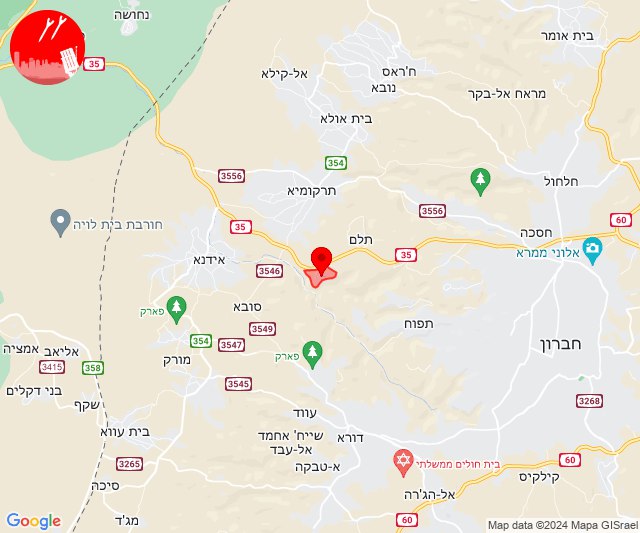 נחושה
בית אומר
35
ח'ראס
נובא
אל-קילא
מראח אל-בקר
בית אולא
354
3556
תרקומיא
חלחול
3556
60
חורבת בית לויה
35
תלם
חסכה
35
אלוני ממרא
אידנא
3546
סובא
פארק
תפוח
3549
354
3547
פארק
חברון
אליאב
אמציה
מורק
3415
358
בני דקלים
3545
שקף
3268
עווד
בית עווא
שייח' אחמד
אל-עבד
דורא
3265
א-טבקה
בית חולים ממשלתי
60
קילקיס
סיכה
אל-הג'רה
מג'ד
60
Google
Map data ©2024 Mapa GISrael